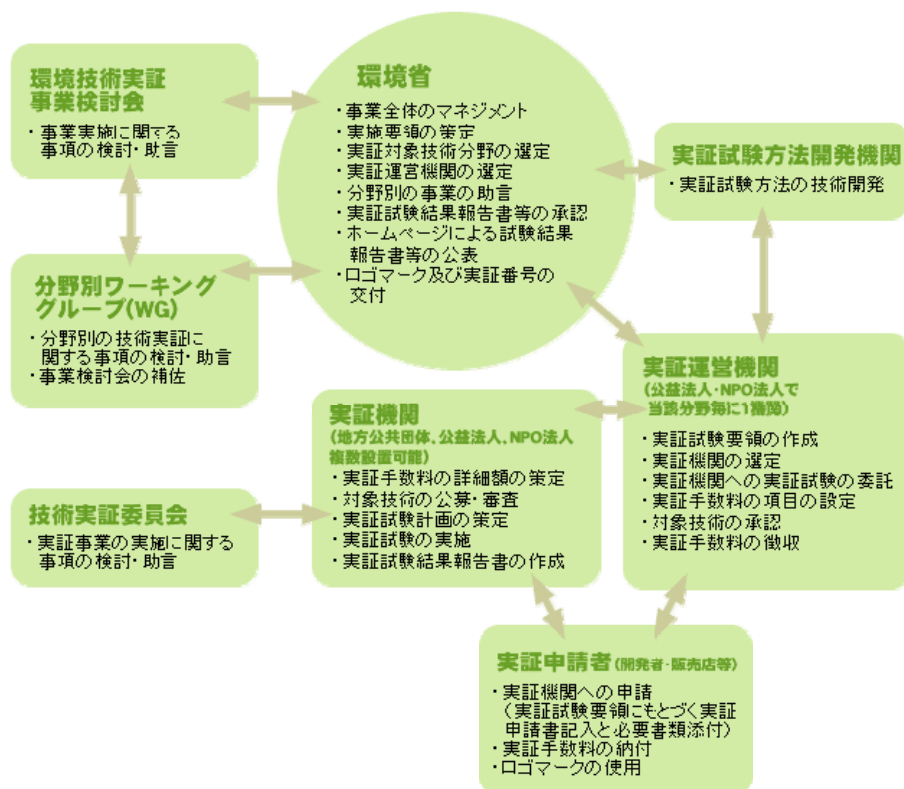 環境技術実証
事業検討会
・事業実施に関する
事項の検討・助言
環境省
・事業全体のマネジメント
・実施要領の策定
・実証対象技術分野の選定
・実証運営機関の選定
・分野別の事業の助言
・実証試験結果報告書等の承認
・ホームページによる試験結果
報告書等の公表
・ロゴマーク及び実証番号の
交付
実証試験方法開発機関
・実証試験方法の技術開発
分野別ワーキング
グループ(WG)
・分野別の技術実証に
関する事項の検討・助言
・事業検討会の補佐
実証機関
(地方公共団体、公益法人、NPO法人
複数設置可能)
・実証手数料の詳細額の策定
・対象技術の公募・審査
・実証試験計画の策定
・実証試験の実施
・実証試験結果報告書の作成
実証運営機関
(公益法人・NPO法人で
当該分野毎に1機関)
・実証試験要領の作成
・実証機関の選定
・実証機関への実証試験の委託
・実証手数料の項目の設定
・対象技術の承認
・実証手数料の徴収
技術実証委員会
・実証事業の実施に関する
事項の検討・助言
実証申請者(開発者・販売店等)
・実証機関への申請
(実証試験要領にもとづく実証
申請書記入と必要書類添付)
・実証手数料の納付
・ロゴマークの使用